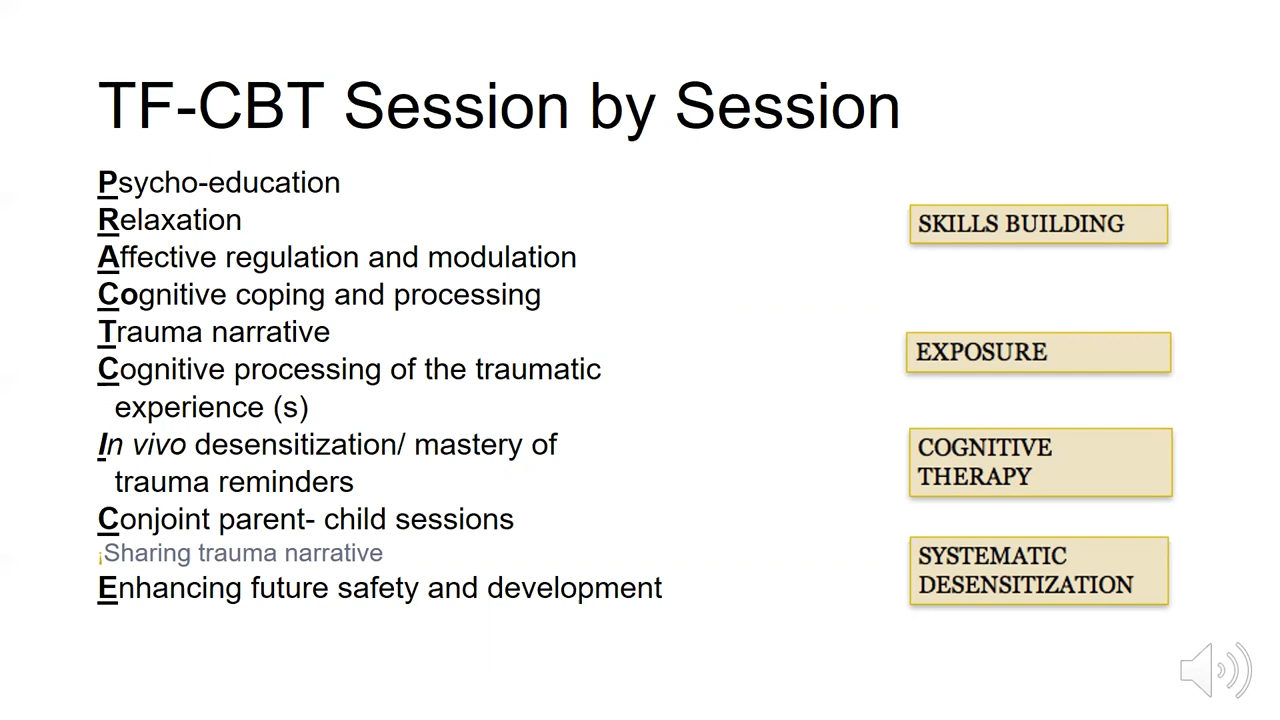 TF-CBT Session by Session
Psycho-education
Relaxation
Affective regulation and modulation
Cognitive coping and processing
Trauma narrative
Cognitive processing of the traumatic
experience (s)
In vivo desensitization/ mastery of
trauma reminders
Conjoint parent- child sessions
¡Sharing trauma narrative
Enhancing future safety and development
SKILLS BUILDING
EXPOSURE
COGNITIVE
THERAPY
SYSTEMATIC
DESENSITIZATION